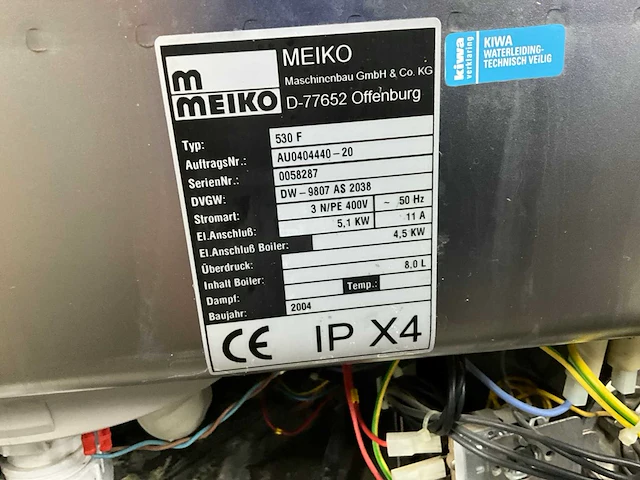 m
MEIKO
MEIKO
Maschinenbau GmbH & Co. KG
D-77652 Offenburg
kiwa
verklaring
KIWA
WATERLEIDING-
TECHNISCH VEILIG
Typ: 530 F
AuftragsNr.: AU0404440-20
SerienNr.: 0058287
DVGW: DW-9807 AS 2038
Stromart: 3 N/PE 400V ~ 50 Hz
El.Anschluß: 5,1 KW 11 A
El.Anschluß Boiler: 4,5 KW
Überdruck:
Inhalt Boiler: 8,0 L
Dampf: Temp.:
Baujahr: 2004
CE IP X4